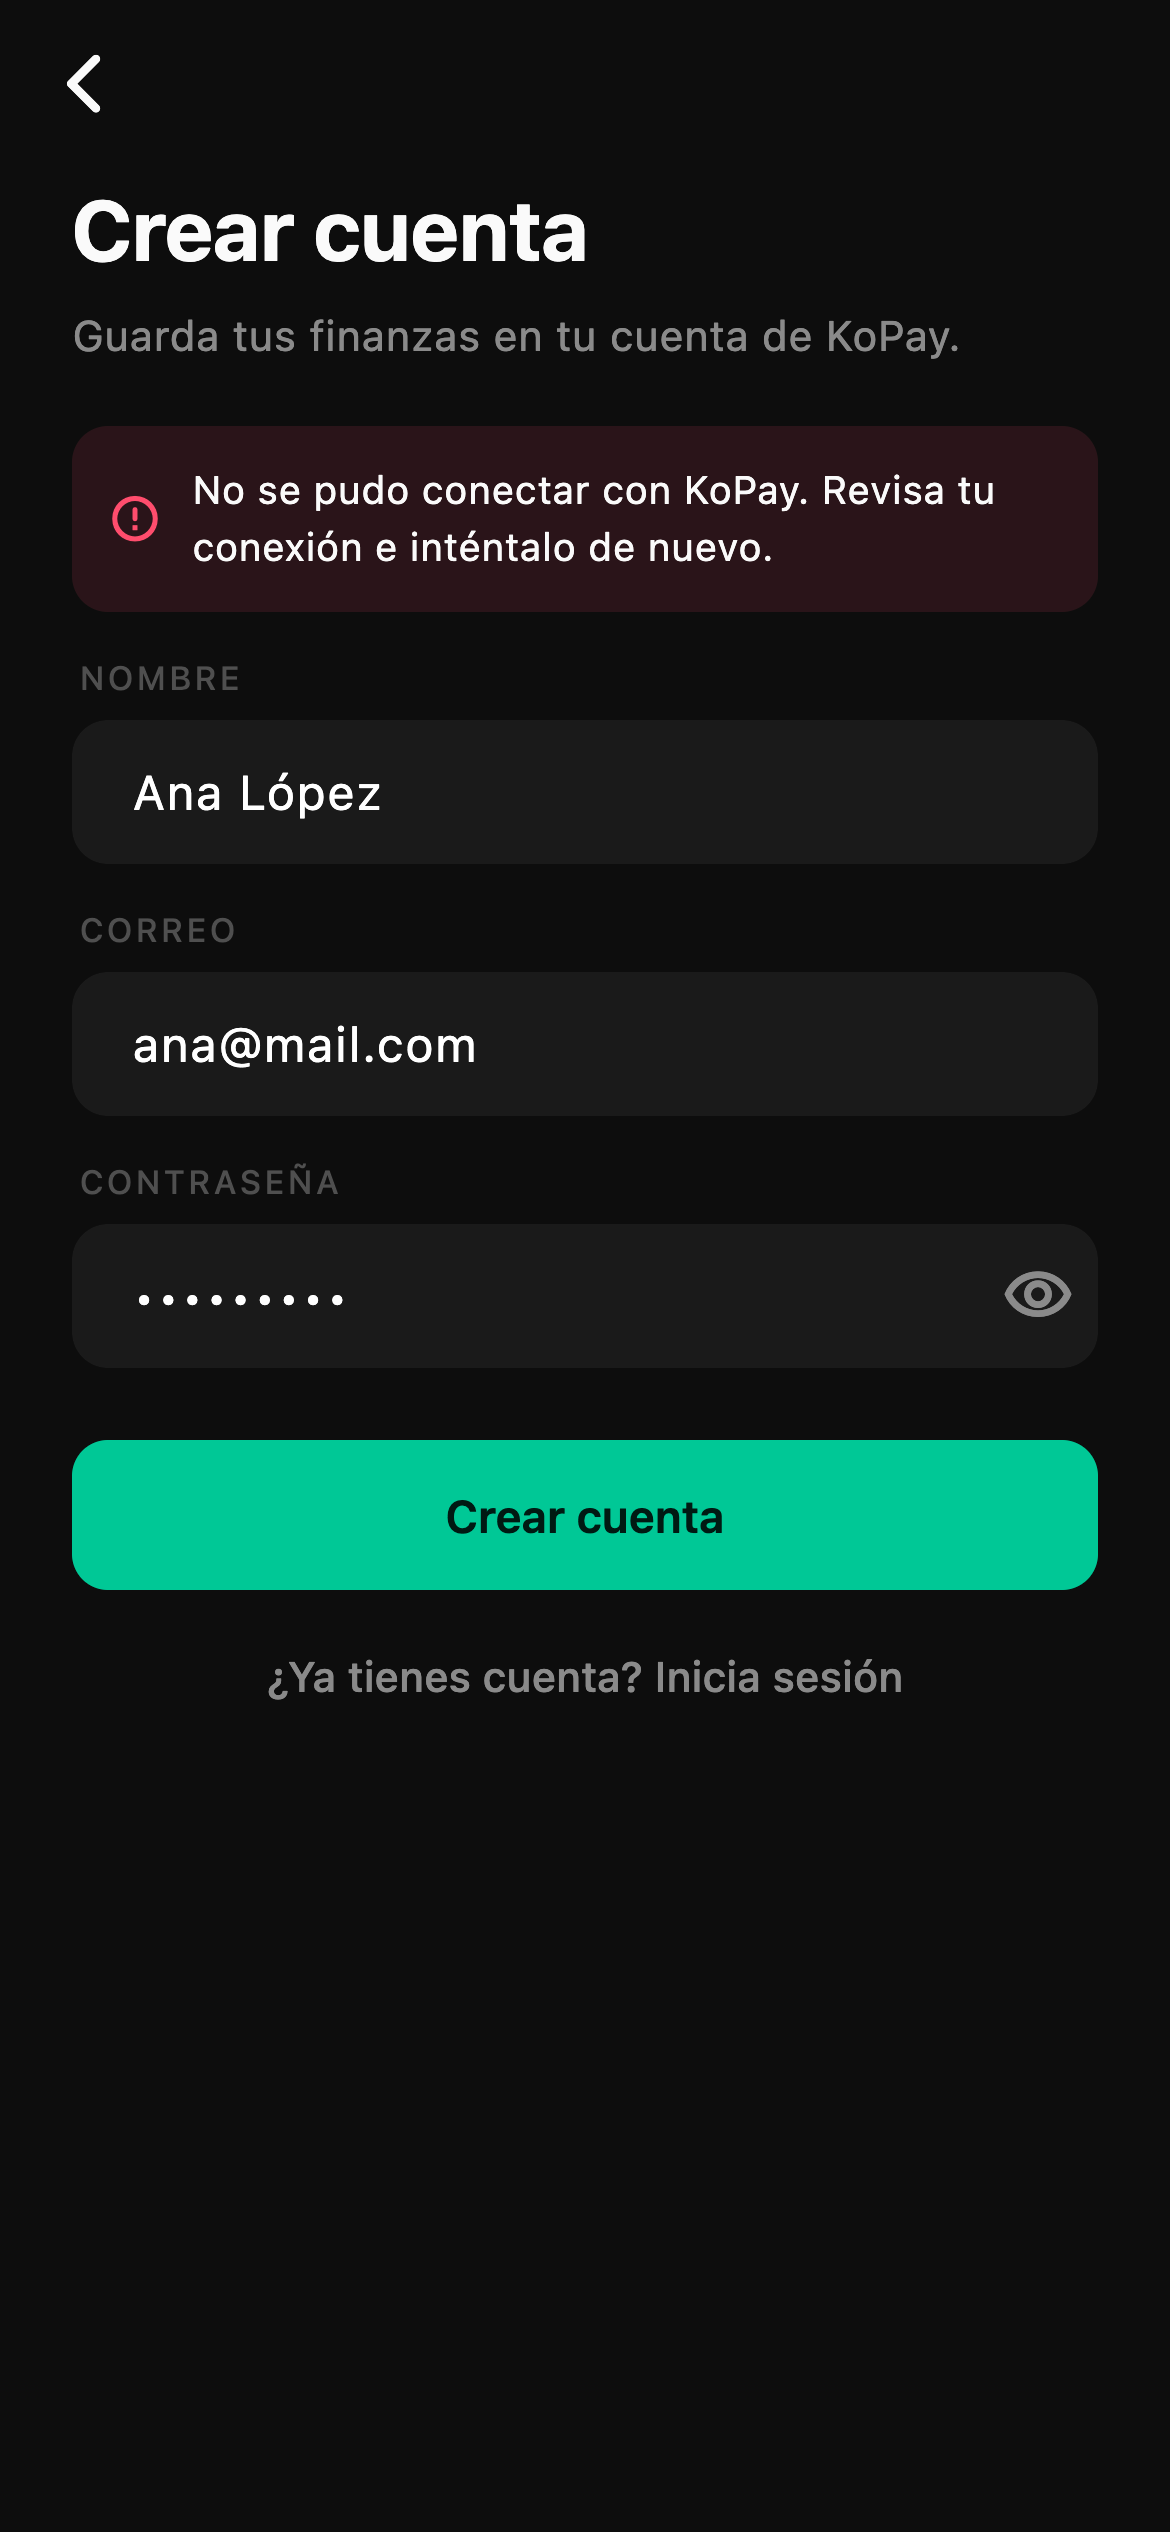 Crear cuenta
Guarda tus finanzas en tu cuenta de KoPay.
No se pudo conectar con KoPay. Revisa tu
conexión e inténtalo de nuevo.
NOMBRE
Ana López
CORREO
ana@mail.com
CONTRASEÑA
•••••••••
Crear cuenta
¿Ya tienes cuenta? Inicia sesión